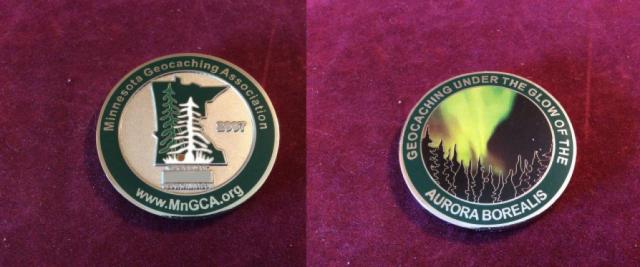 Minnesota Geocaching Association
2007
www.MnGCA.org
GEOCACHING UNDER THE GLOW OF THE
AURORA BOREALIS